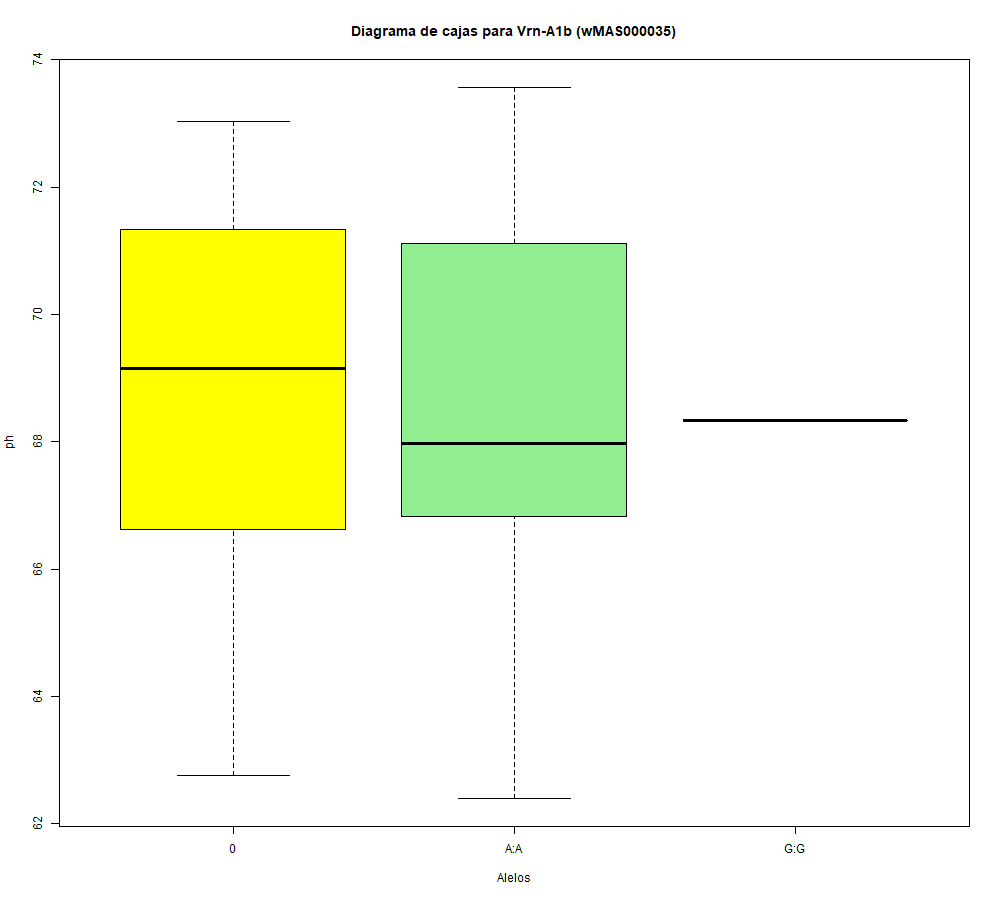 Diagrama de cajas para Vrn-A1b (wMAS000035)
74
72
70
68
66
64
62
ph
0 A:A G:G
Alelos